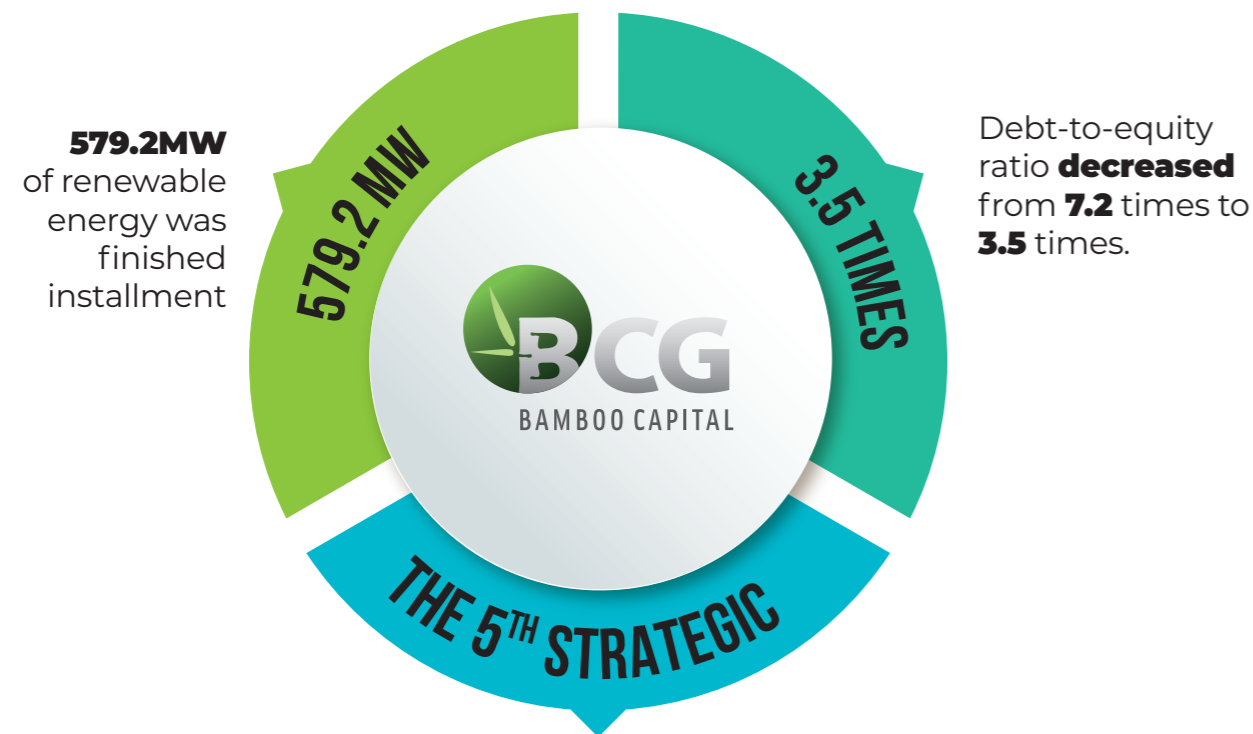 579.2MW
of renewable
energy was
finished
installment
579.2 MW
3.5 TIMES
Debt-to-equity
ratio decreased
from 7.2 times to
3.5 times.
BCG
BAMBOO CAPITAL
THE 5TH STRATEGIC